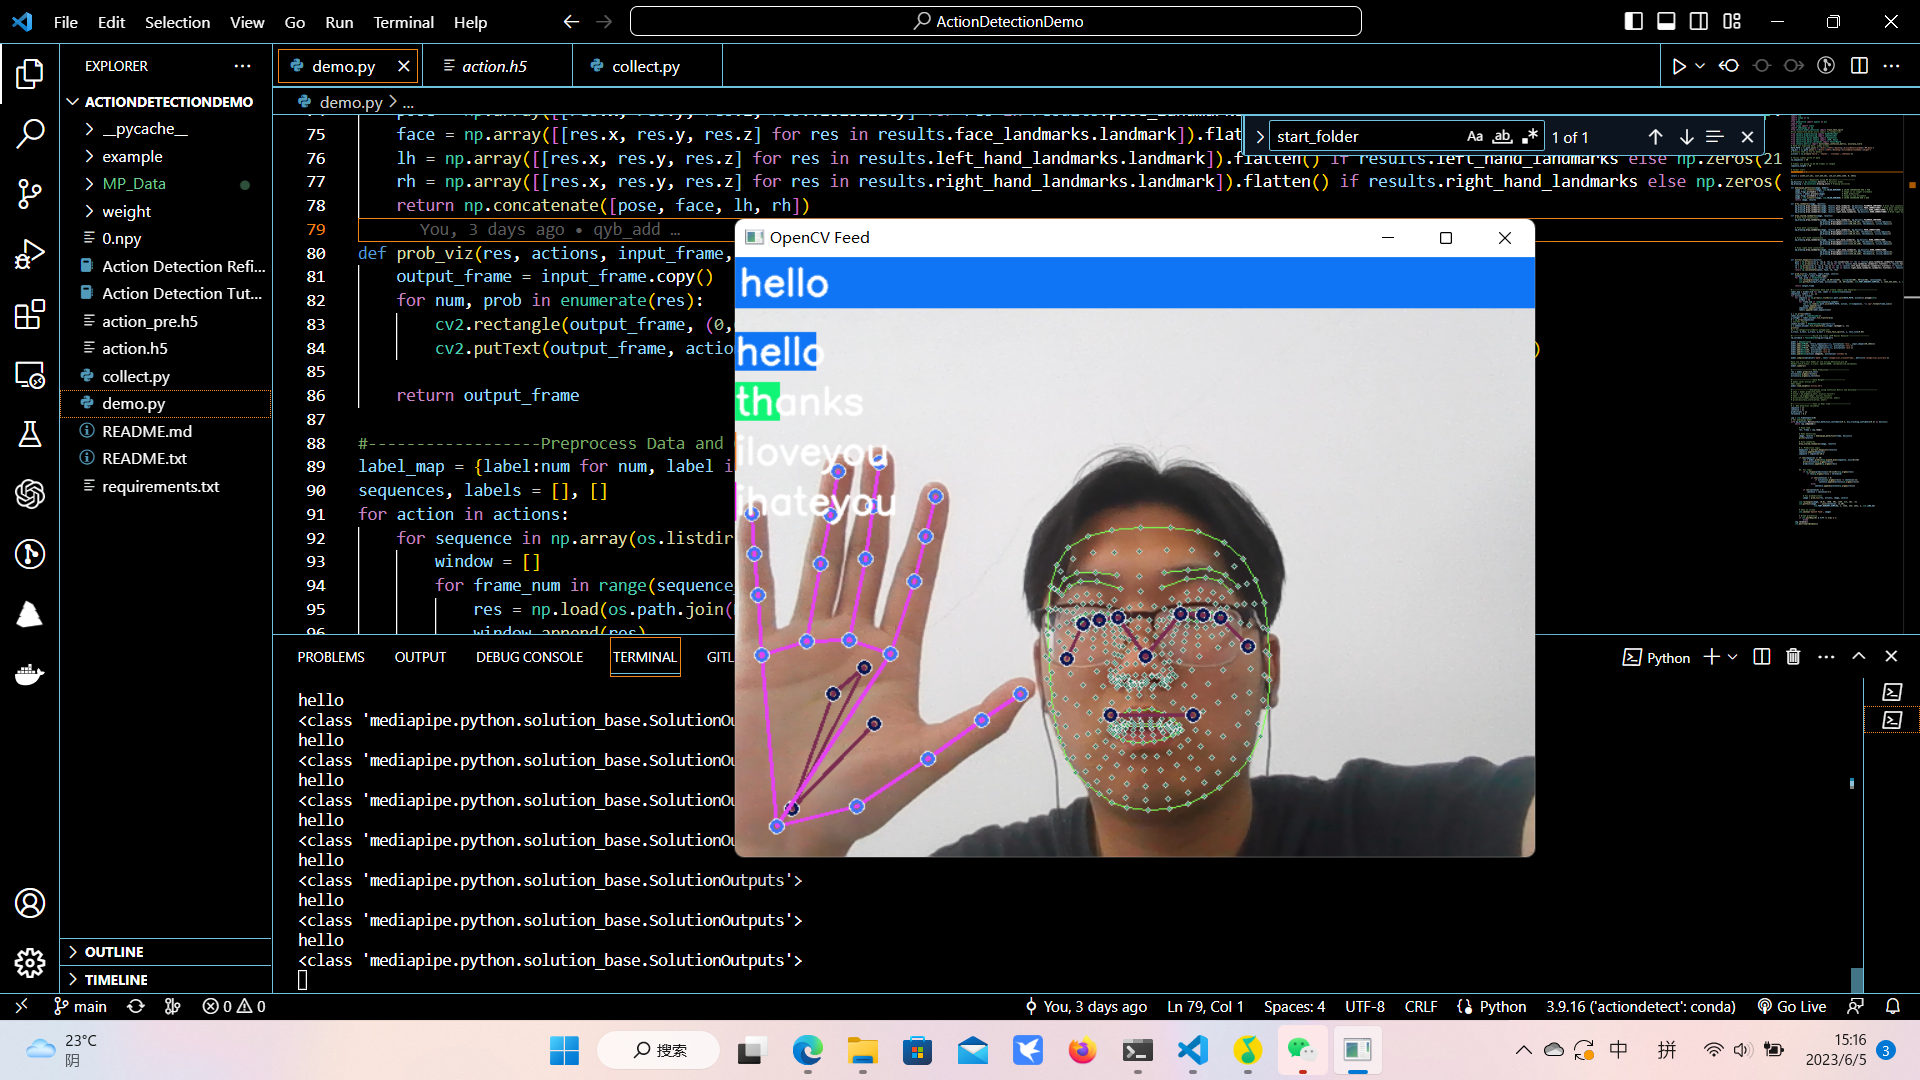 File Edit Selection View Go Run Terminal Help
ActionDetectionDemo
EXPLORER
ACTIONDETECTIONDEMO
__pycache__
example
MP_Data
weight
0.npy
Action Detection Refi...
Action Detection Tut...
action_pre.h5
action.h5
collect.py
demo.py
README.md
README.txt
requirements.txt
OUTLINE
TIMELINE
demo.py
action.h5
collect.py
demo.py > ...
start_folder
Aa ab
1 of 1
75 face = np.array([[res.x, res.y, res.z] for res in results.face_landmarks.landmark]).flat
76 lh = np.array([[res.x, res.y, res.z] for res in results.left_hand_landmarks.landmark]).flatten() if results.left_hand_landmarks else np.zeros(21
77 rh = np.array([[res.x, res.y, res.z] for res in results.right_hand_landmarks.landmark]).flatten() if results.right_hand_landmarks else np.zeros(
78 return np.concatenate([pose, face, lh, rh])
79 You, 3 days ago • qyb_add …
80 def prob_viz(res, actions, input_frame,
81 output_frame = input_frame.copy()
82 for num, prob in enumerate(res):
83 cv2.rectangle(output_frame, (0,
84 cv2.putText(output_frame, actio
85
86 return output_frame
87
88 #------------------Preprocess Data and
89 label_map = {label:num for num, label i
90 sequences, labels = [], []
91 for action in actions:
92 for sequence in np.array(os.listdir
93 window = []
94 for frame_num in range(sequence_
95 res = np.load(os.path.join(
96 window.append(res)
OpenCV Feed
hello
hello
thanks
iloveyou
ihateyou
PROBLEMS OUTPUT DEBUG CONSOLE TERMINAL GITL
Python
hello
<class 'mediapipe.python.solution_base.SolutionOu
hello
<class 'mediapipe.python.solution_base.SolutionOu
hello
<class 'mediapipe.python.solution_base.SolutionOu
hello
<class 'mediapipe.python.solution_base.SolutionOu
hello
<class 'mediapipe.python.solution_base.SolutionOutputs'>
hello
<class 'mediapipe.python.solution_base.SolutionOutputs'>
hello
<class 'mediapipe.python.solution_base.SolutionOutputs'>
main 0 0 You, 3 days ago Ln 79, Col 1 Spaces: 4 UTF-8 CRLF Python 3.9.16 ('actiondetect': conda) Go Live
23°C
阴
搜索
中 拼
15:16
2023/6/5
3